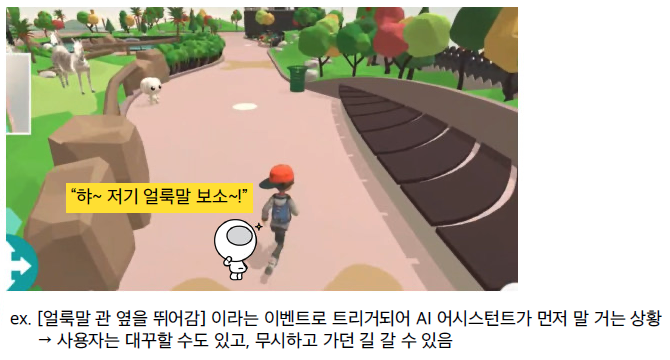 “햐~ 저기 얼룩말 보소~!”
ex. [얼룩말 관 옆을 뛰어감] 이라는 이벤트로 트리거되어 AI 어시스턴트가 먼저 말 거는 상황
→ 사용자는 대꾸할 수도 있고, 무시하고 가던 길 갈 수 있음